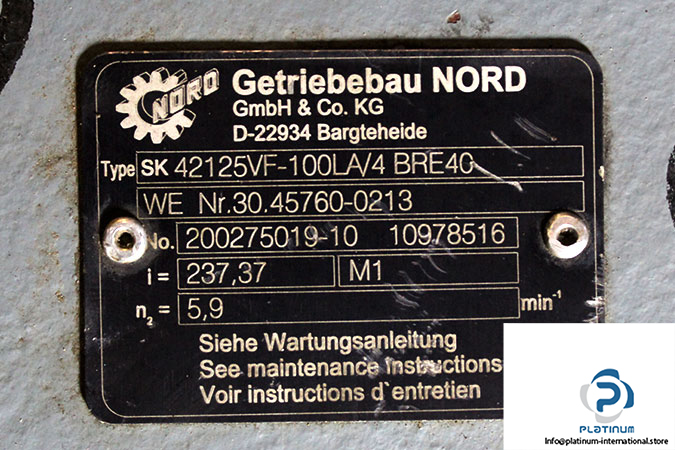 NORD
Getriebebau NORD
GmbH & Co. KG
D-22934 Bargteheide
Type SK 42125VF-100LA/4 BRE40
WE Nr.30.45760-0213
No. 200275019-10 10978516
i = 237,37 M1
n₂ = 5,9 min⁻¹
Siehe Wartungsanleitung
See maintenance instructions
Voir instructions d`entretien
PLATINUM
Info@platinum-international.store